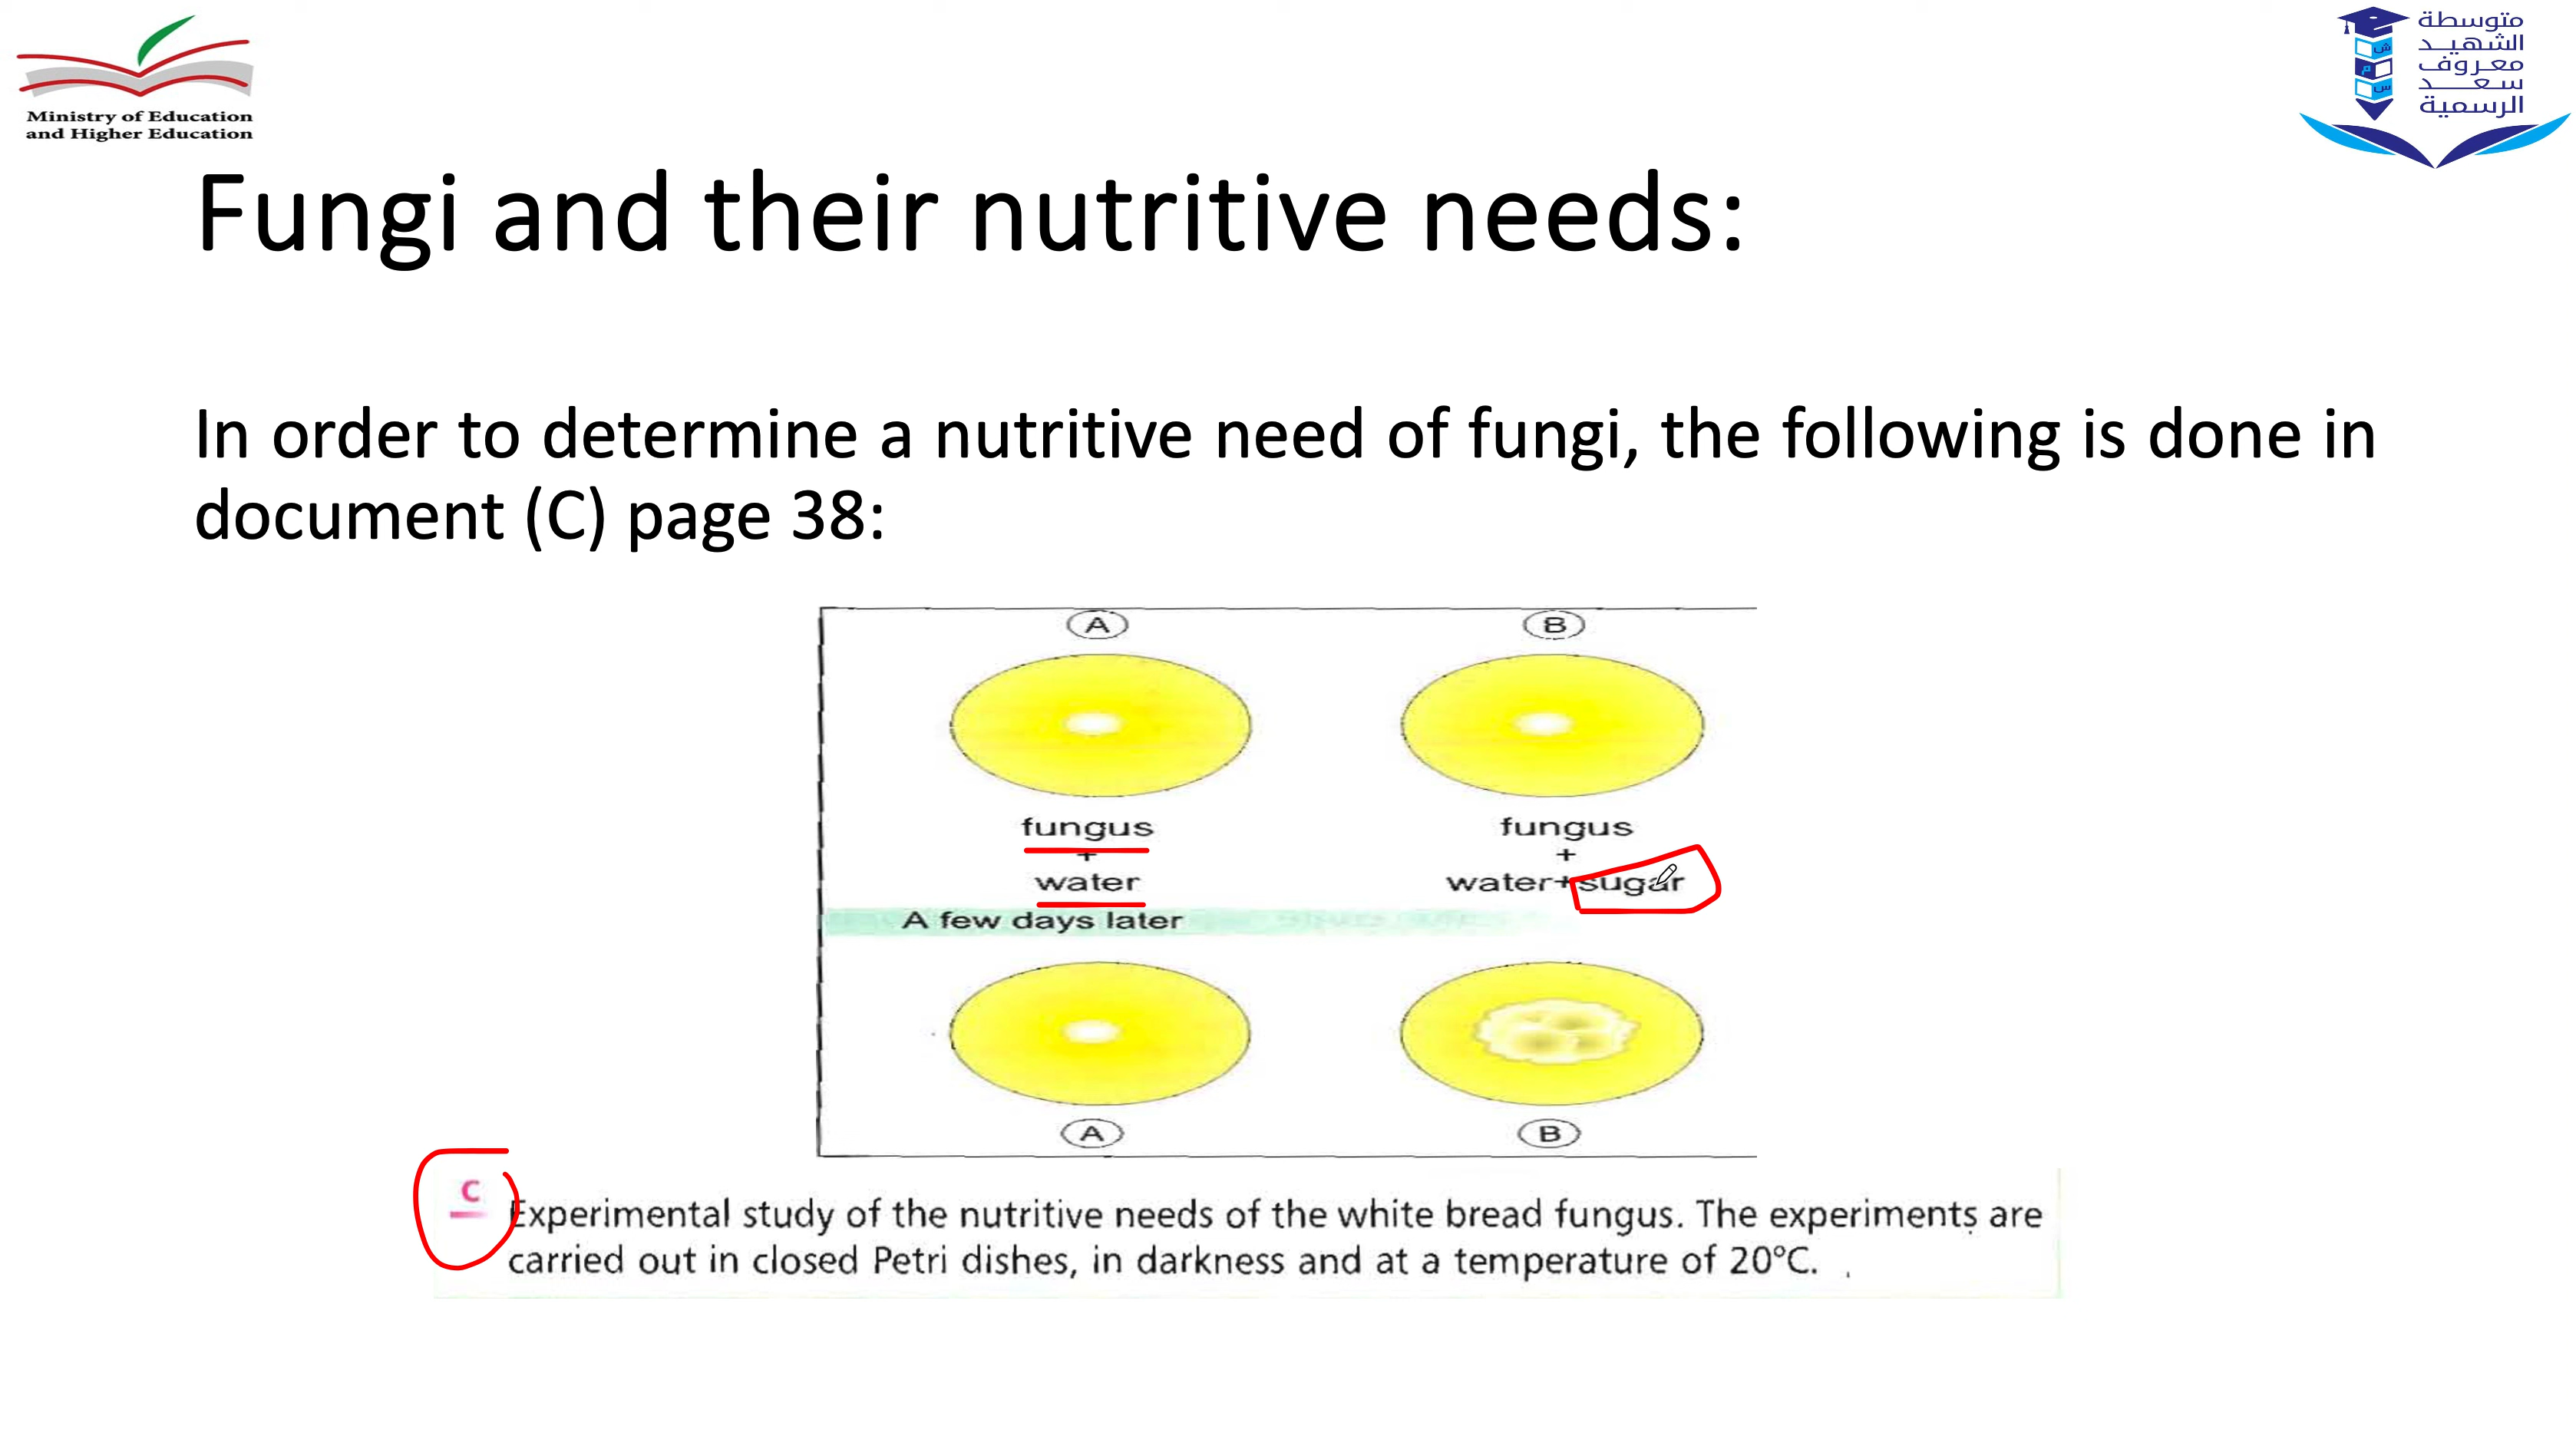 Ministry of Education
and Higher Education
متوسطة
الشهيد
معروف
سعد
الرسمية
ش
م
س
Fungi and their nutritive needs:
In order to determine a nutritive need of fungi, the following is done in
document (C) page 38:
A B
fungus fungus
+ +
water water+sugar
A few days later
A B
C
Experimental study of the nutritive needs of the white bread fungus. The experiments are
carried out in closed Petri dishes, in darkness and at a temperature of 20°C.